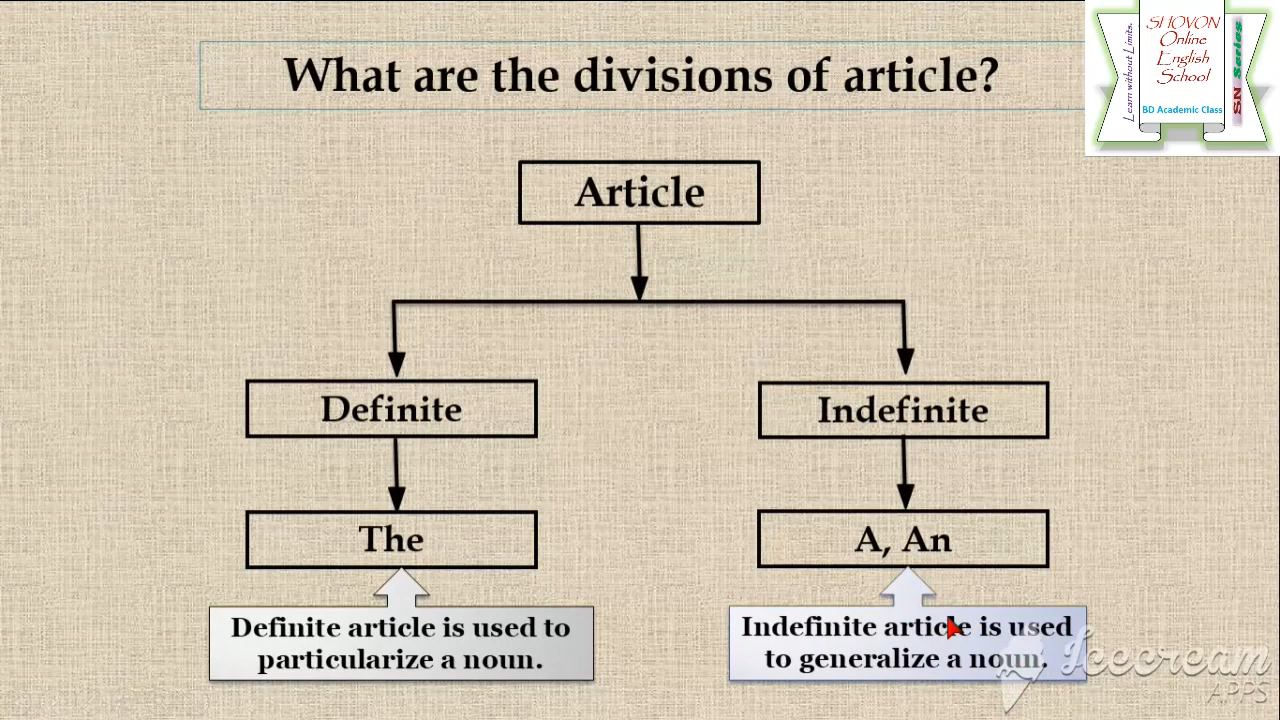 What are the divisions of article?
Learn without Limits.
SHOVON
Online
English
School
BD Academic Class
SN Series
Article
Definite
Indefinite
The
A, An
Definite article is used to
particularize a noun.
Indefinite article is used
to generalize a noun.
Icecream
APPS